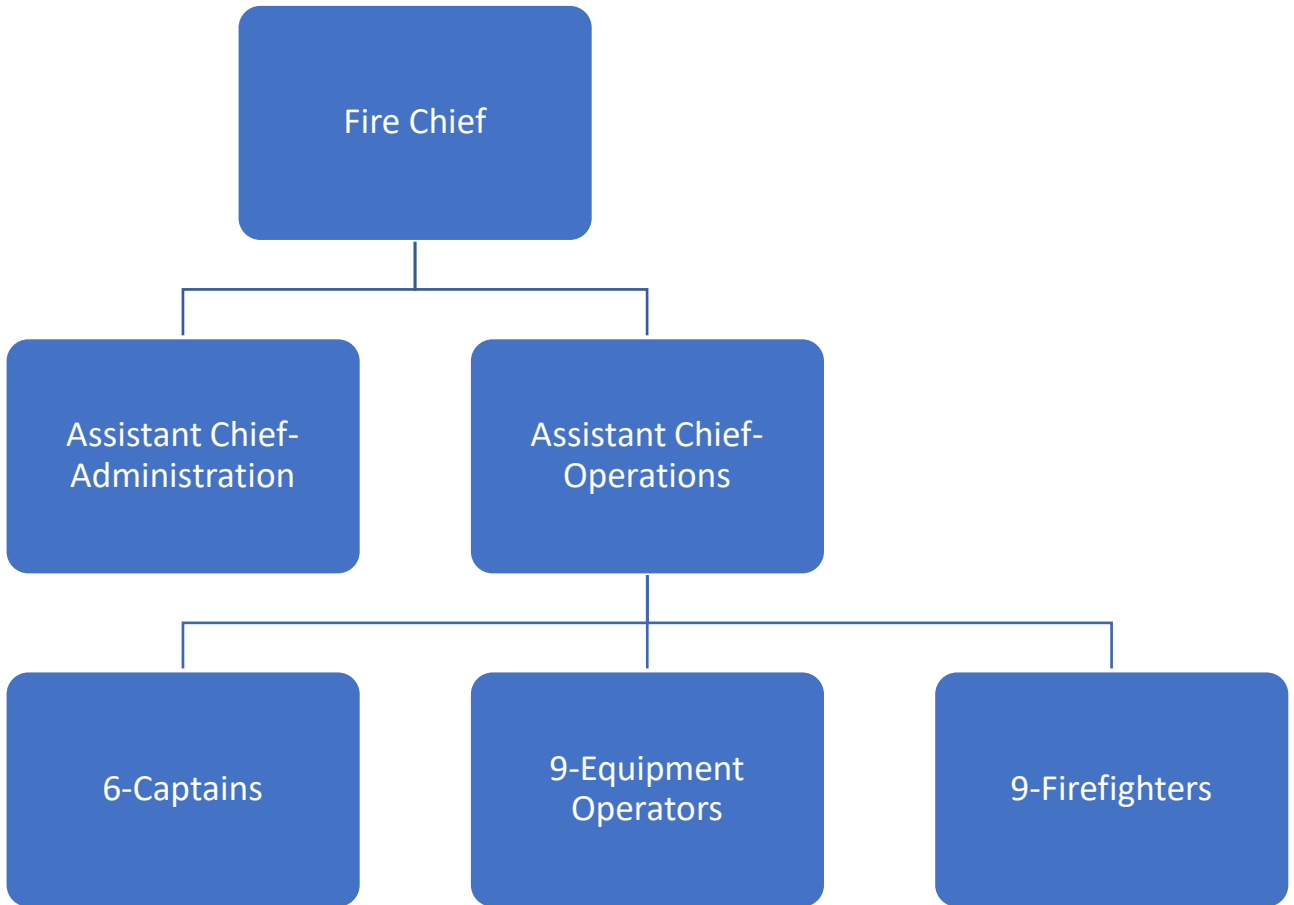 Fire Chief
Assistant Chief-
Administration
Assistant Chief-
Operations
6-Captains
9-Equipment
Operators
9-Firefighters